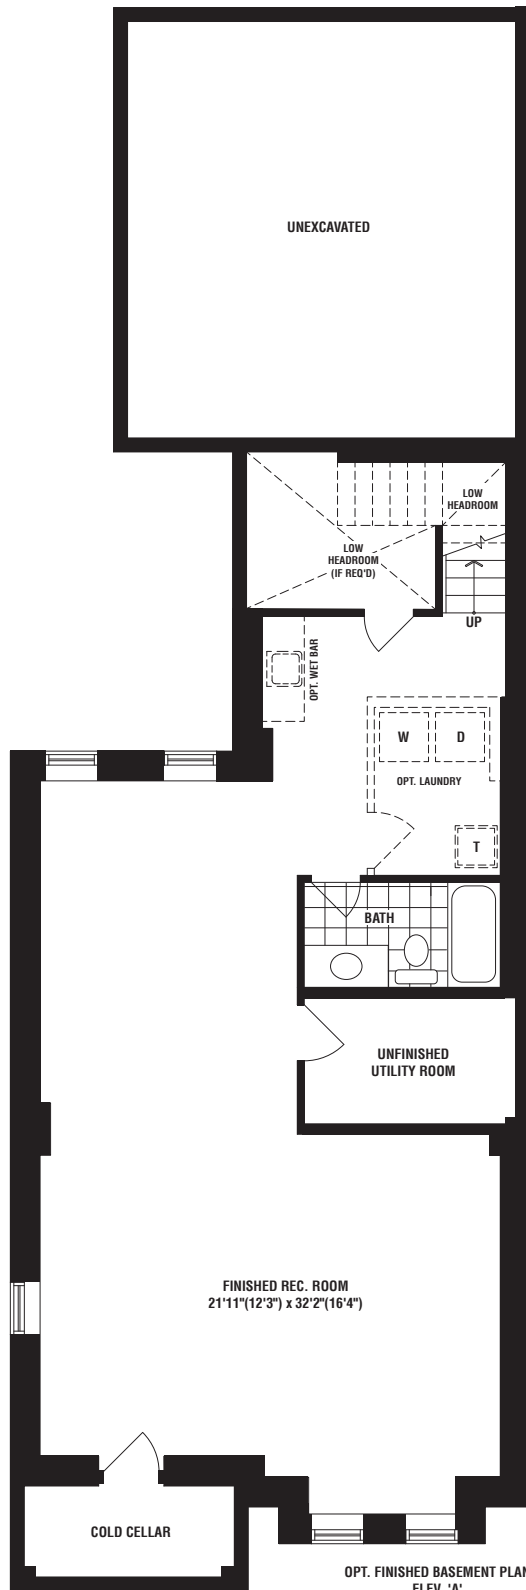 UNEXCAVATED
LOW
HEADROOM
LOW
HEADROOM
(IF REQ'D)
UP
OPT. WET BAR
W
D
OPT. LAUNDRY
T
BATH
UNFINISHED
UTILITY ROOM
FINISHED REC. ROOM
21'11"(12'3") x 32'2"(16'4")
COLD CELLAR
OPT. FINISHED BASEMENT PLAN
ELEV. 'A'